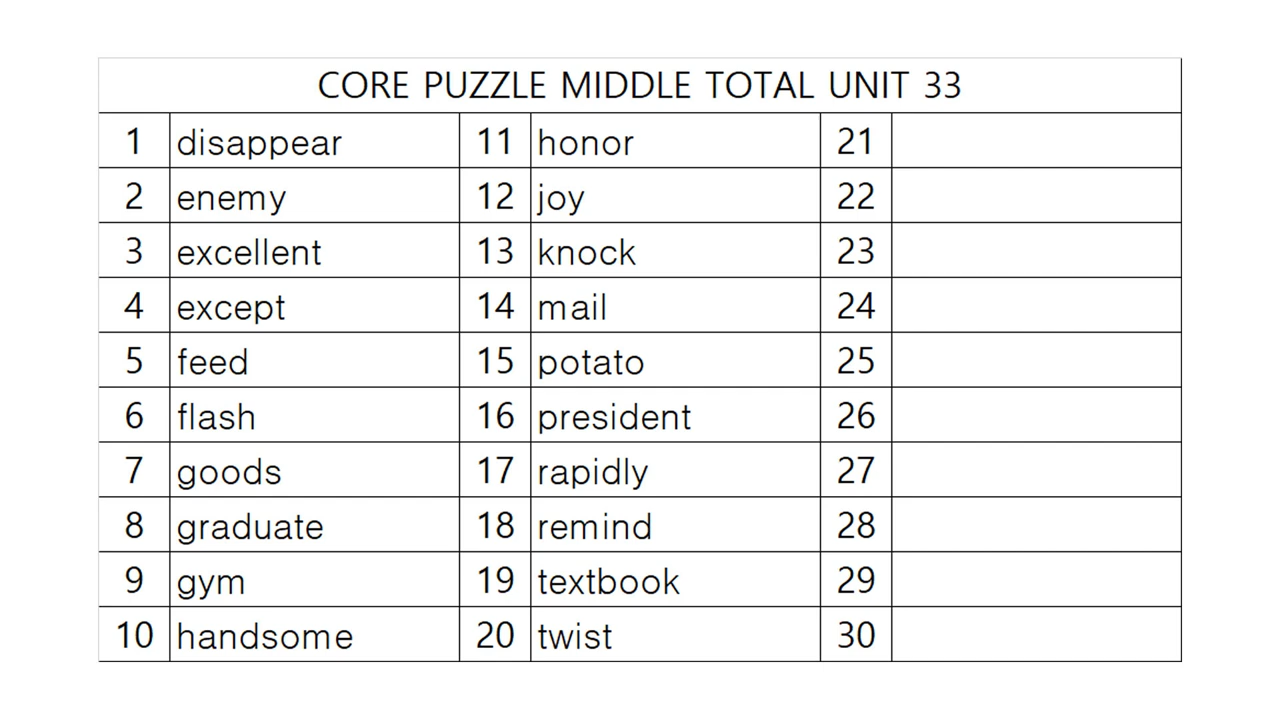 CORE PUZZLE MIDDLE TOTAL UNIT 33
1 disappear 11 honor 21
2 enemy 12 joy 22
3 excellent 13 knock 23
4 except 14 mail 24
5 feed 15 potato 25
6 flash 16 president 26
7 goods 17 rapidly 27
8 graduate 18 remind 28
9 gym 19 textbook 29
10 handsome 20 twist 30